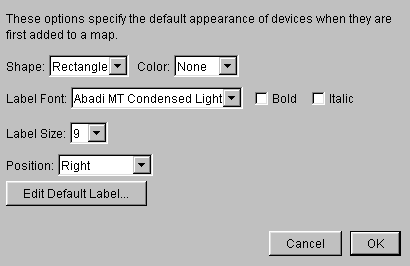 These options specify the default appearance of devices when they are
first added to a map.
Shape: Rectangle Color: None
Label Font: Abadi MT Condensed Light Bold Italic
Label Size: 9
Position: Right
Edit Default Label...
Cancel OK